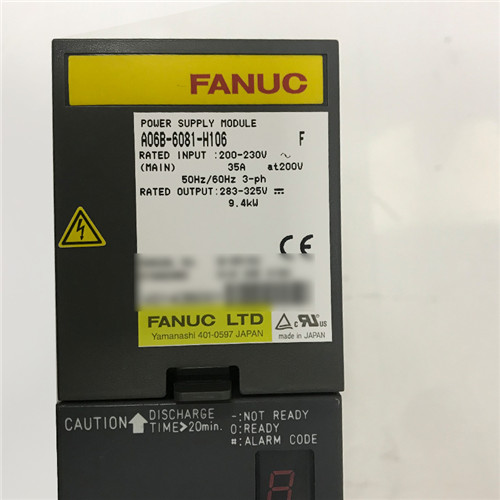 FANUC
POWER SUPPLY MODULE
A06B-6081-H106 F
RATED INPUT :200-230V ～
(MAIN) 35A at200V
50Hz/60Hz 3-ph
RATED OUTPUT:283-325V ⎓
9.4kW
CE
FANUC LTD
Yamanashi 401-0597 JAPAN
c RU us
made in JAPAN
CAUTION DISCHARGE TIME>20min.
-:NOT READY
0:READY
#:ALARM CODE